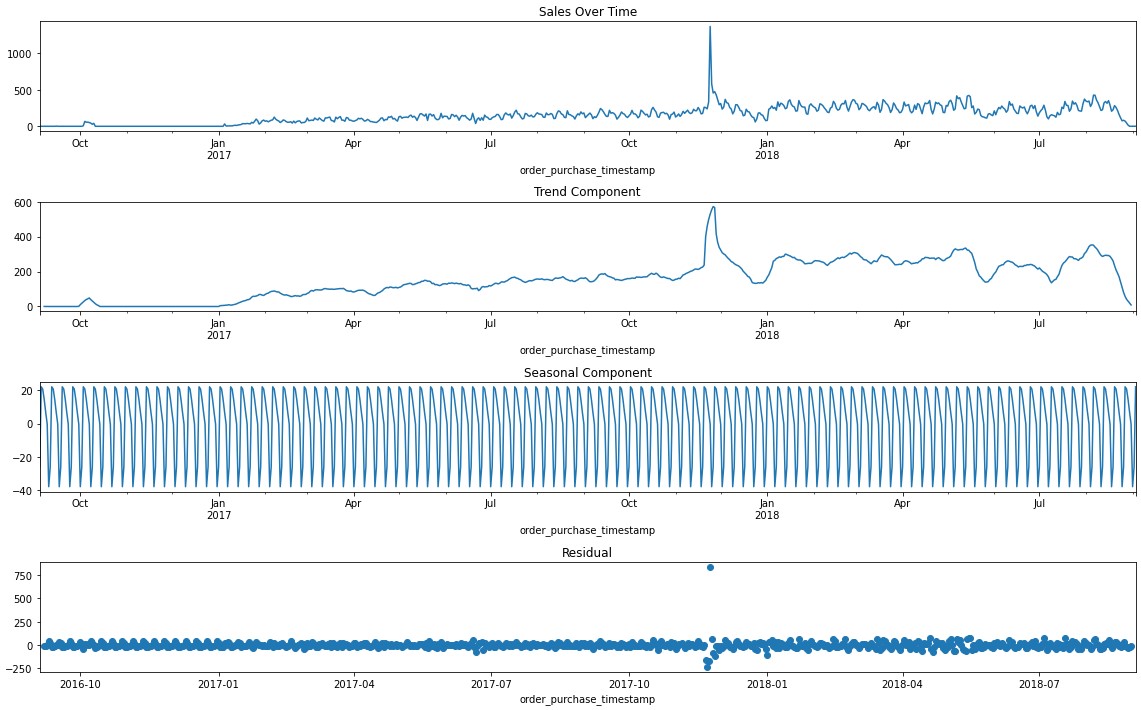 Sales Over Time
1000
500
0
Oct
Jan
2017
Apr
Jul
Oct
Jan
2018
Apr
Jul
order_purchase_timestamp
Trend Component
600
400
200
0
Oct
Jan
2017
Apr
Jul
Oct
Jan
2018
Apr
Jul
order_purchase_timestamp
Seasonal Component
20
0
−20
−40
Oct
Jan
2017
Apr
Jul
Oct
Jan
2018
Apr
Jul
order_purchase_timestamp
Residual
750
500
250
0
−250
2016-10
2017-01
2017-04
2017-07
2017-10
2018-01
2018-04
2018-07
order_purchase_timestamp